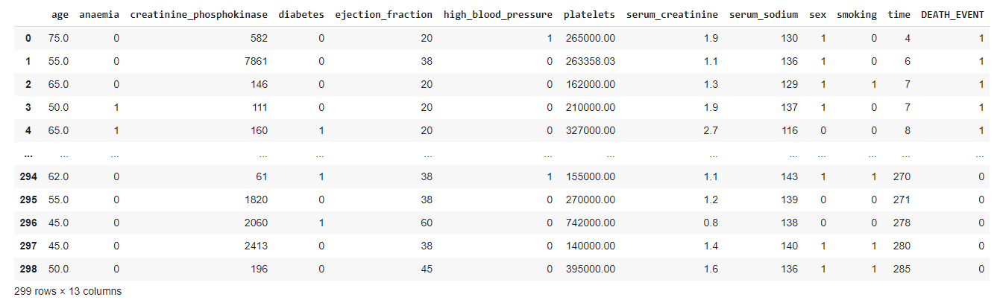 age anaemia creatinine_phosphokinase diabetes ejection_fraction high_blood_pressure platelets serum_creatinine serum_sodium sex smoking time DEATH_EVENT
0 75.0 0 582 0 20 1 265000.00 1.9 130 1 0 4 1
1 55.0 0 7861 0 38 0 263358.03 1.1 136 1 0 6 1
2 65.0 0 146 0 20 0 162000.00 1.3 129 1 1 7 1
3 50.0 1 111 0 20 0 210000.00 1.9 137 1 0 7 1
4 65.0 1 160 1 20 0 327000.00 2.7 116 0 0 8 1
... ... ... ... ... ... ... ... ... ... ... ... ... ...
294 62.0 0 61 1 38 1 155000.00 1.1 143 1 1 270 0
295 55.0 0 1820 0 38 0 270000.00 1.2 139 0 0 271 0
296 45.0 0 2060 1 60 0 742000.00 0.8 138 0 0 278 0
297 45.0 0 2413 0 38 0 140000.00 1.4 140 1 1 280 0
298 50.0 0 196 0 45 0 395000.00 1.6 136 1 1 285 0
299 rows × 13 columns